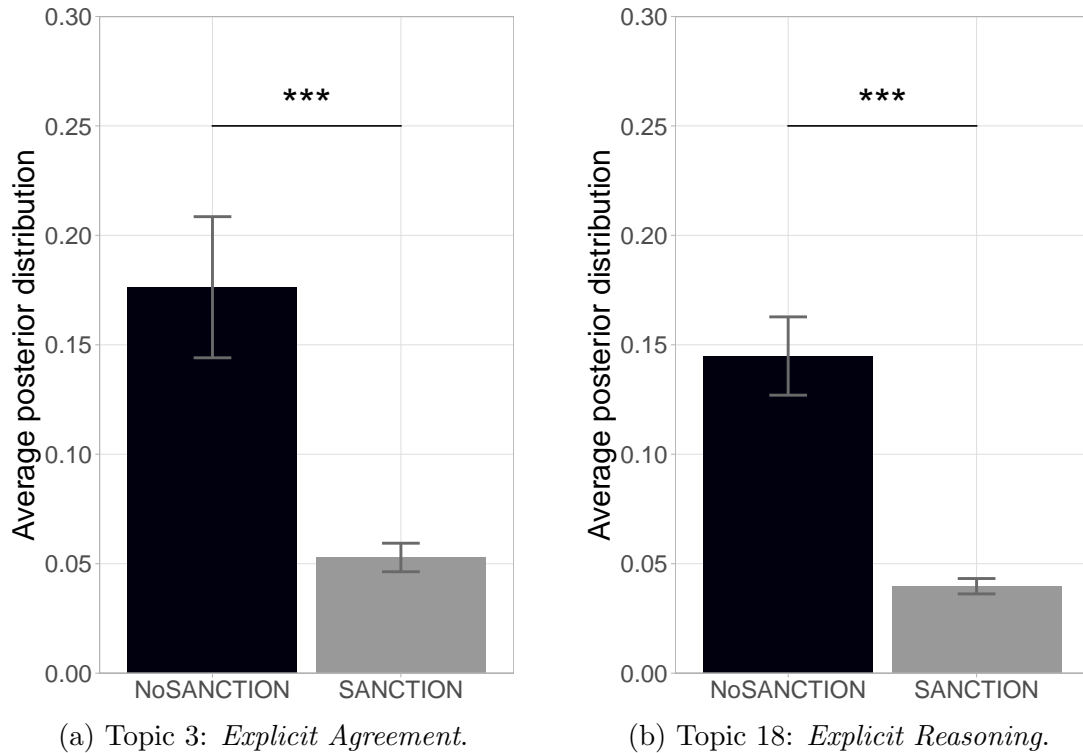 Average posterior distribution
0.30
0.25
0.20
0.15
0.10
0.05
0.00
***
NoSANCTION SANCTION
(a) Topic 3: Explicit Agreement.
Average posterior distribution
0.30
0.25
0.20
0.15
0.10
0.05
0.00
***
NoSANCTION SANCTION
(b) Topic 18: Explicit Reasoning.